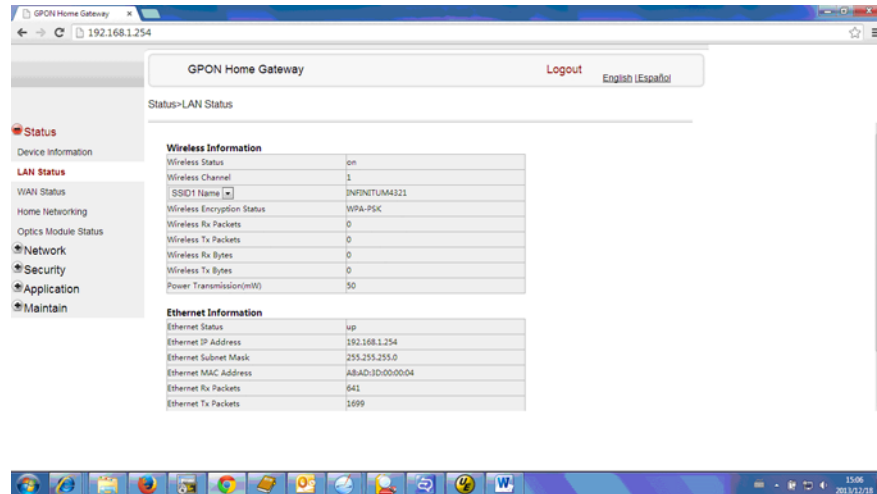 GPON Home Gateway
192.168.1.254
GPON Home Gateway
Logout
English |Español
Status>LAN Status
Status
Device Information
LAN Status
WAN Status
Home Networking
Optics Module Status
Network
Security
Application
Maintain
Wireless Information
Wireless Status on
Wireless Channel 1
SSID1 Name INFINITUM4321
Wireless Encryption Status WPA-PSK
Wireless Rx Packets 0
Wireless Tx Packets 0
Wireless Rx Bytes 0
Wireless Tx Bytes 0
Power Transmission(mW) 50
Ethernet Information
Ethernet Status up
Ethernet IP Address 192.168.1.254
Ethernet Subnet Mask 255.255.255.0
Ethernet MAC Address A8:AD:3D:00:00:04
Ethernet Rx Packets 641
Ethernet Tx Packets 1699
15:06
2013/12/18